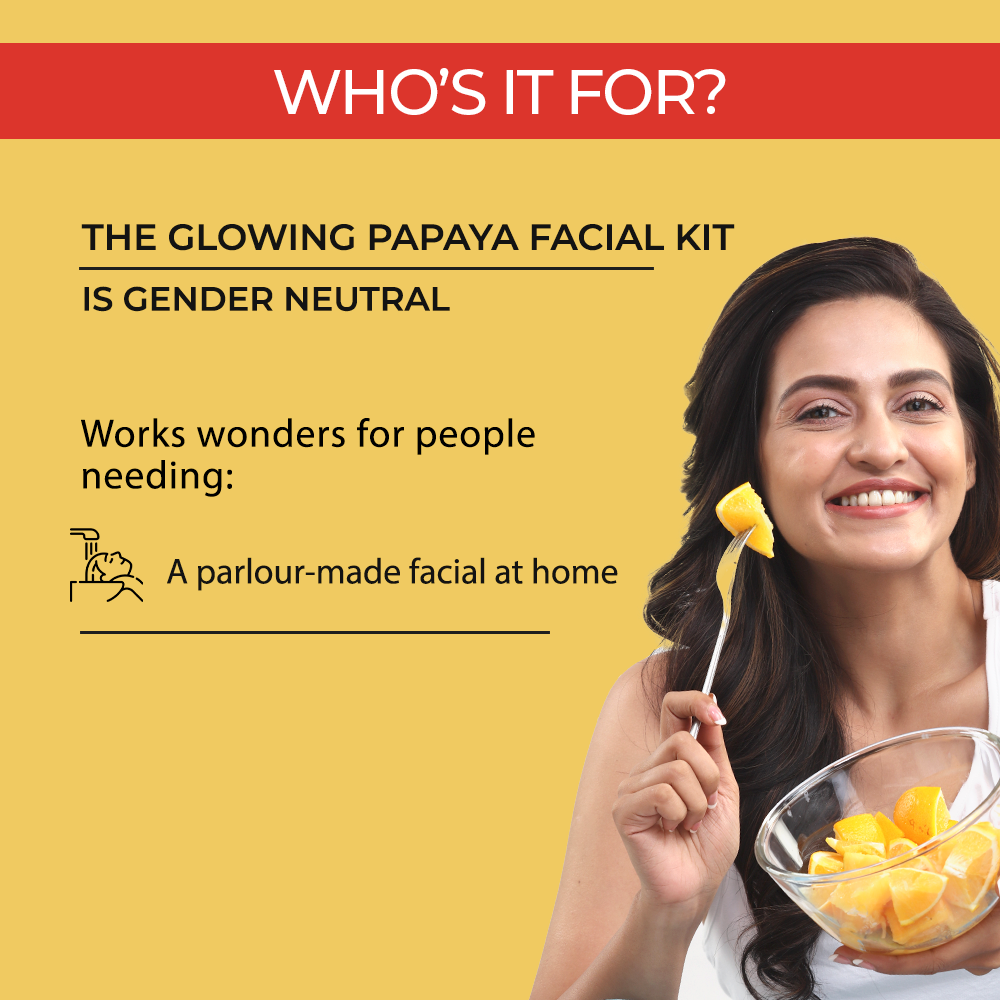 WHO'S IT FOR?
THE GLOWING PAPAYA FACIAL KIT
IS GENDER NEUTRAL
Works wonders for people
needing:
A parlour-made facial at home